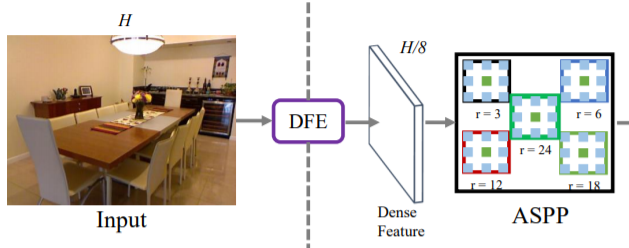 H
Input
DFE
H/8
Dense
Feature
r = 3
r = 6
r = 24
r = 12
r = 18
ASPP